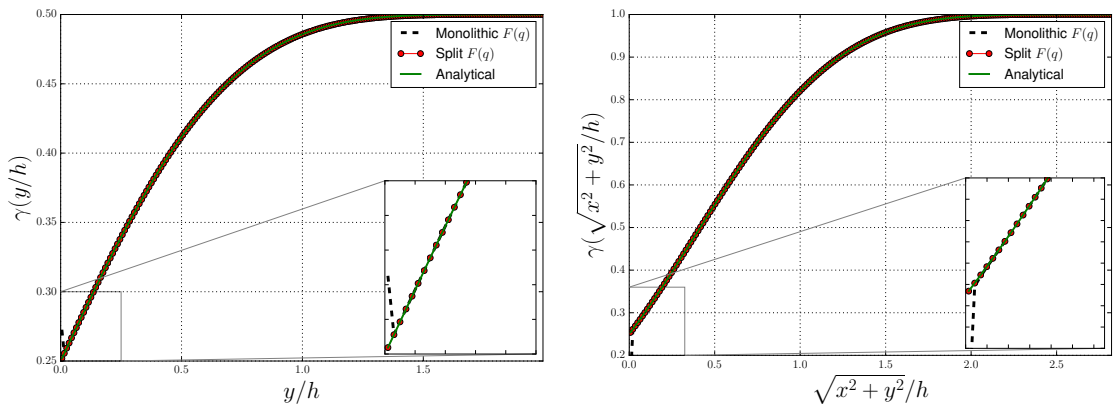 0.50
0.45
0.40
0.35
0.30
0.25
γ(y/h)
0.0 0.5 1.0 1.5
y/h
Monolithic F(q)
Split F(q)
Analytical
1.0
0.9
0.8
0.7
0.6
0.5
0.4
0.3
0.2
γ(√x² + y²/h)
0.0 0.5 1.0 1.5 2.0 2.5
√x² + y²/h
Monolithic F(q)
Split F(q)
Analytical